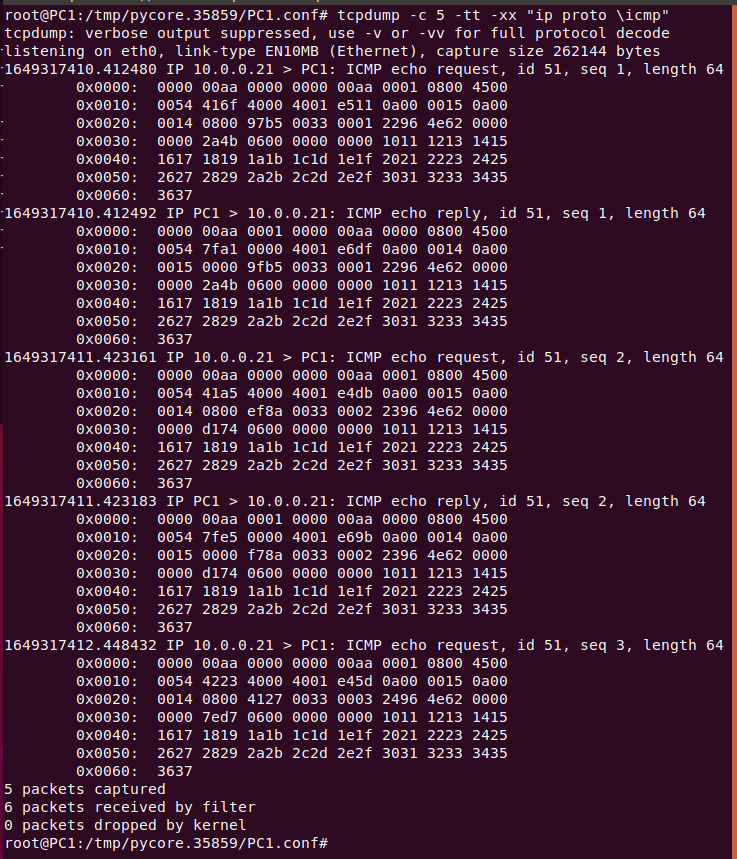 root@PC1:/tmp/pycore.35859/PC1.conf# tcpdump -c 5 -tt -xx "ip proto \icmp"
tcpdump: verbose output suppressed, use -v or -vv for full protocol decode
listening on eth0, link-type EN10MB (Ethernet), capture size 262144 bytes
1649317410.412480 IP 10.0.0.21 > PC1: ICMP echo request, id 51, seq 1, length 64
0x0000:  0000 00aa 0000 0000 00aa 0001 0800 4500
0x0010:  0054 416f 4000 4001 e511 0a00 0015 0a00
0x0020:  0014 0800 97b5 0033 0001 2296 4e62 0000
0x0030:  0000 2a4b 0600 0000 0000 1011 1213 1415
0x0040:  1617 1819 1a1b 1c1d 1e1f 2021 2223 2425
0x0050:  2627 2829 2a2b 2c2d 2e2f 3031 3233 3435
0x0060:  3637
1649317410.412492 IP PC1 > 10.0.0.21: ICMP echo reply, id 51, seq 1, length 64
0x0000:  0000 00aa 0001 0000 00aa 0000 0800 4500
0x0010:  0054 7fa1 0000 4001 e6df 0a00 0014 0a00
0x0020:  0015 0000 9fb5 0033 0001 2296 4e62 0000
0x0030:  0000 2a4b 0600 0000 0000 1011 1213 1415
0x0040:  1617 1819 1a1b 1c1d 1e1f 2021 2223 2425
0x0050:  2627 2829 2a2b 2c2d 2e2f 3031 3233 3435
0x0060:  3637
1649317411.423161 IP 10.0.0.21 > PC1: ICMP echo request, id 51, seq 2, length 64
0x0000:  0000 00aa 0000 0000 00aa 0001 0800 4500
0x0010:  0054 41a5 4000 4001 e4db 0a00 0015 0a00
0x0020:  0014 0800 ef8a 0033 0002 2396 4e62 0000
0x0030:  0000 d174 0600 0000 0000 1011 1213 1415
0x0040:  1617 1819 1a1b 1c1d 1e1f 2021 2223 2425
0x0050:  2627 2829 2a2b 2c2d 2e2f 3031 3233 3435
0x0060:  3637
1649317411.423183 IP PC1 > 10.0.0.21: ICMP echo reply, id 51, seq 2, length 64
0x0000:  0000 00aa 0001 0000 00aa 0000 0800 4500
0x0010:  0054 7fe5 0000 4001 e69b 0a00 0014 0a00
0x0020:  0015 0000 f78a 0033 0002 2396 4e62 0000
0x0030:  0000 d174 0600 0000 0000 1011 1213 1415
0x0040:  1617 1819 1a1b 1c1d 1e1f 2021 2223 2425
0x0050:  2627 2829 2a2b 2c2d 2e2f 3031 3233 3435
0x0060:  3637
1649317412.448432 IP 10.0.0.21 > PC1: ICMP echo request, id 51, seq 3, length 64
0x0000:  0000 00aa 0000 0000 00aa 0001 0800 4500
0x0010:  0054 4223 4000 4001 e45d 0a00 0015 0a00
0x0020:  0014 0800 4127 0033 0003 2496 4e62 0000
0x0030:  0000 7ed7 0600 0000 0000 1011 1213 1415
0x0040:  1617 1819 1a1b 1c1d 1e1f 2021 2223 2425
0x0050:  2627 2829 2a2b 2c2d 2e2f 3031 3233 3435
0x0060:  3637
5 packets captured
6 packets received by filter
0 packets dropped by kernel
root@PC1:/tmp/pycore.35859/PC1.conf#